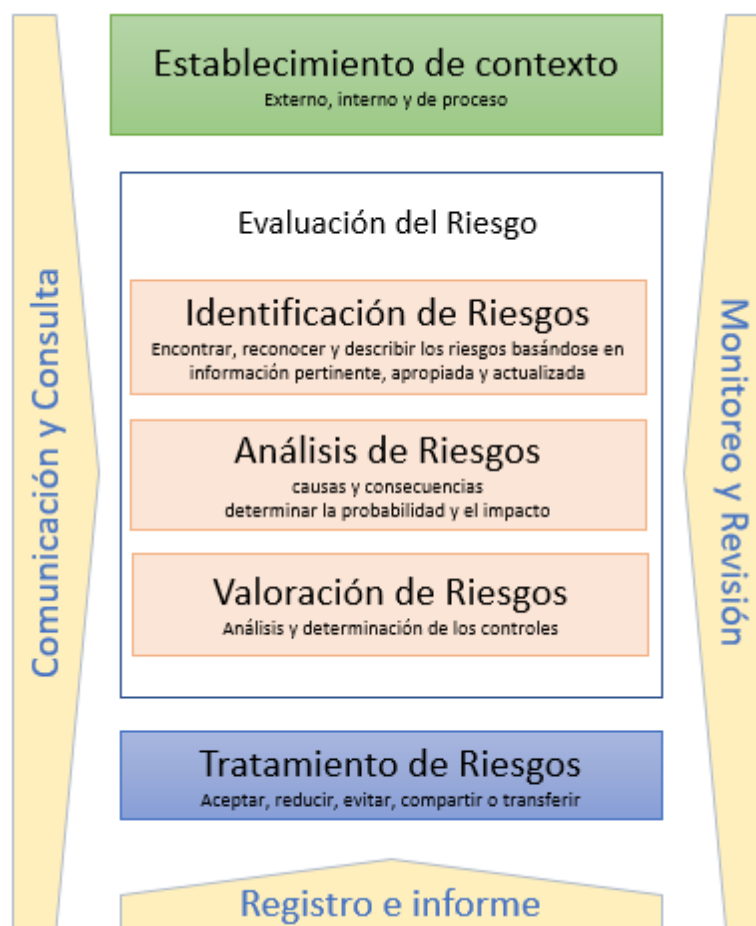 Establecimiento de contexto
Externo, interno y de proceso
Evaluación del Riesgo
Identificación de Riesgos
Encontrar, reconocer y describir los riesgos basándose en
información pertinente, apropiada y actualizada
Análisis de Riesgos
causas y consecuencias
determinar la probabilidad y el impacto
Valoración de Riesgos
Análisis y determinación de los controles
Tratamiento de Riesgos
Aceptar, reducir, evitar, compartir o transferir
Registro e informe
Comunicación y Consulta
Monitoreo y Revisión